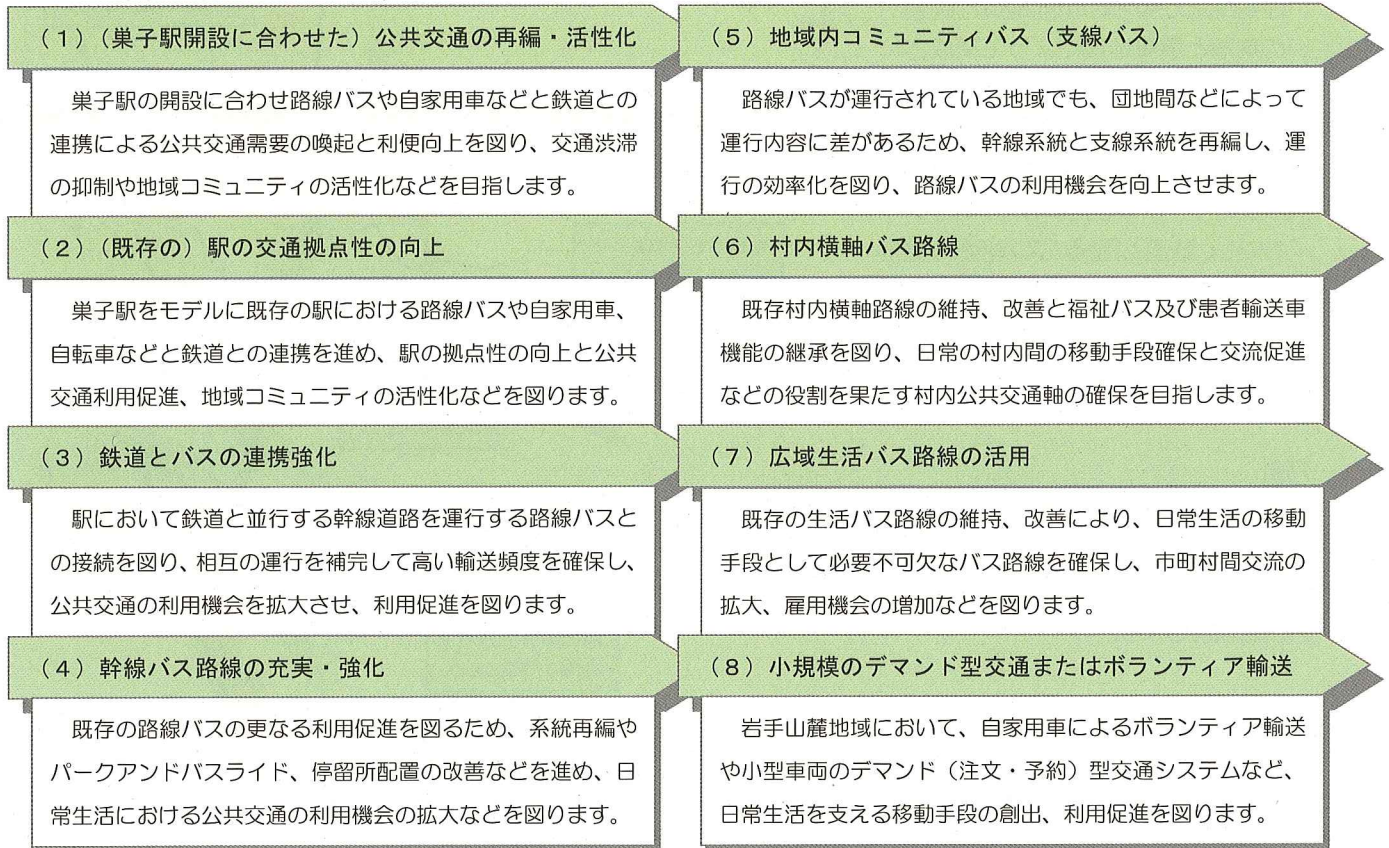 （１）（巣子駅開設に合わせた）公共交通の再編・活性化
巣子駅の開設に合わせ路線バスや自家用車などと鉄道との
連携による公共交通需要の喚起と利便向上を図り、交通渋滞
の抑制や地域コミュニティの活性化などを目指します。
（２）（既存の）駅の交通拠点性の向上
巣子駅をモデルに既存の駅における路線バスや自家用車、
自転車などと鉄道との連携を進め、駅の拠点性の向上と公共
交通利用促進、地域コミュニティの活性化などを図ります。
（３）鉄道とバスの連携強化
駅において鉄道と並行する幹線道路を運行する路線バスと
の接続を図り、相互の運行を補完して高い輸送頻度を確保し、
公共交通の利用機会を拡大させ、利用促進を図ります。
（４）幹線バス路線の充実・強化
既存の路線バスの更なる利用促進を図るため、系統再編や
パークアンドバスライド、停留所配置の改善などを進め、日
常生活における公共交通の利用機会の拡大などを図ります。
（５）地域内コミュニティバス（支線バス）
路線バスが運行されている地域でも、団地間などによって
運行内容に差があるため、幹線系統と支線系統を再編し、運
行の効率化を図り、路線バスの利用機会を向上させます。
（６）村内横軸バス路線
既存村内横軸路線の維持、改善と福祉バス及び患者輸送車
機能の継承を図り、日常の村内間の移動手段確保と交流促進
などの役割を果たす村内公共交通軸の確保を目指します。
（７）広域生活バス路線の活用
既存の生活バス路線の維持、改善により、日常生活の移動
手段として必要不可欠なバス路線を確保し、市町村間交流の
拡大、雇用機会の増加などを図ります。
（８）小規模のデマンド型交通またはボランティア輸送
岩手山麓地域において、自家用車によるボランティア輸送
や小型車両のデマンド（注文・予約）型交通システムなど、
日常生活を支える移動手段の創出、利用促進を図ります。